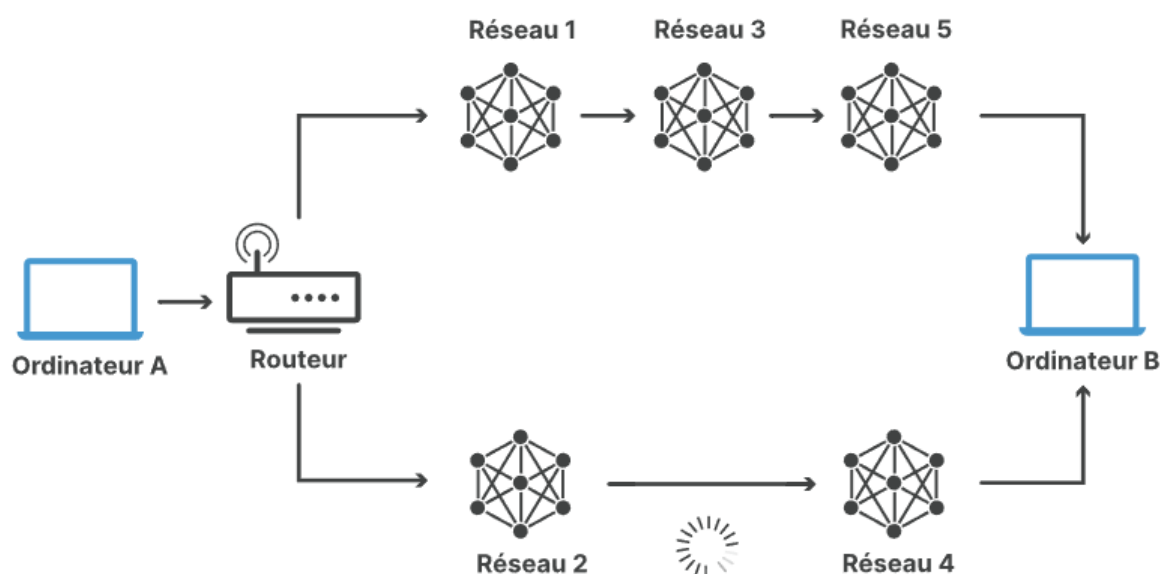 Réseau 1
Réseau 3
Réseau 5
Ordinateur A
Routeur
Ordinateur B
Réseau 2
Réseau 4